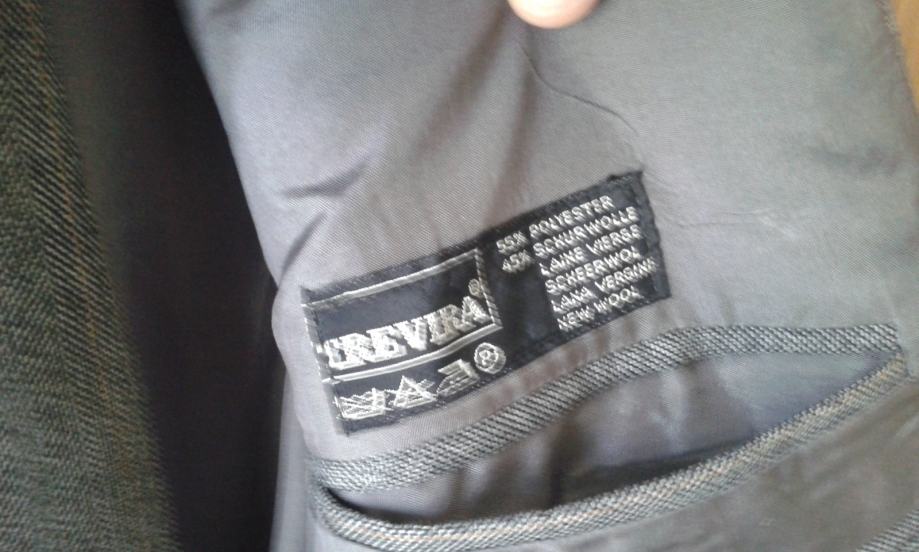 TREVIRA®
55% POLYESTER
45% SCHURWOLLE
LAINE VIERGE
SCHEERWOL
LANA VERGINE
NEW WOOL